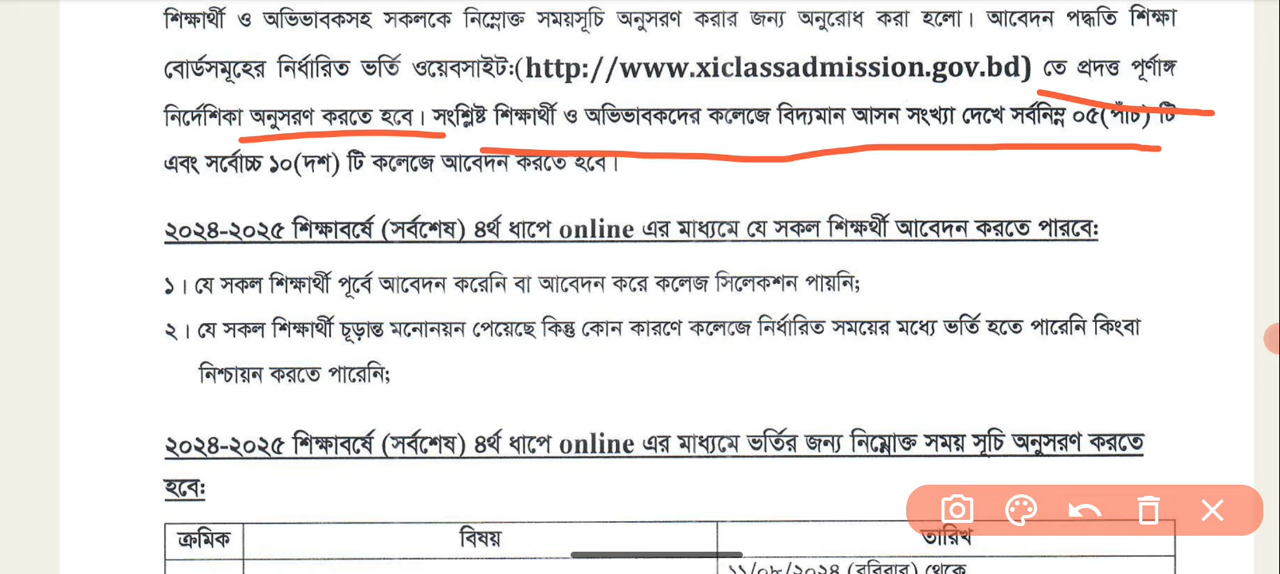 শিক্ষার্থী ও অভিভাবকসহ সকলকে নিম্নোক্ত সময়সূচি অনুসরণ করার জন্য অনুরোধ করা হলো। আবেদন পদ্ধতি শিক্ষা
বোর্ডসমূহের নির্ধারিত ভর্তি ওয়েবসাইট:(http://www.xiclassadmission.gov.bd) তে প্রদত্ত পূর্ণাঙ্গ
নির্দেশিকা অনুসরণ করতে হবে। সংশ্লিষ্ট শিক্ষার্থী ও অভিভাবকদের কলেজে বিদ্যমান আসন সংখ্যা দেখে সর্বনিম্ন ০৫(পাঁচ) টি
এবং সর্বোচ্চ ১০(দশ) টি কলেজে আবেদন করতে হবে।
২০২৪-২০২৫ শিক্ষাবর্ষে (সর্বশেষ) ৪র্থ ধাপে online এর মাধ্যমে যে সকল শিক্ষর্থী আবেদন করতে পারবে:
১। যে সকল শিক্ষার্থী পূর্বে আবেদন করেনি বা আবেদন করে কলেজ সিলেকশন পায়নি;
২। যে সকল শিক্ষার্থী চূড়ান্ত মনোনয়ন পেয়েছে কিন্তু কোন কারণে কলেজে নির্ধারিত সময়ের মধ্যে ভর্তি হতে পারেনি কিংবা
নিশ্চায়ন করতে পারেনি;
২০২৪-২০২৫ শিক্ষাবর্ষে (সর্বশেষ) ৪র্থ ধাপে online এর মাধ্যমে ভর্তির জন্য নিম্নোক্ত সময় সূচি অনুসরণ করতে
হবে:
ক্রমিক বিষয় তারিখ
১১/০৮/২০২৪ (রবিবার) থেকে